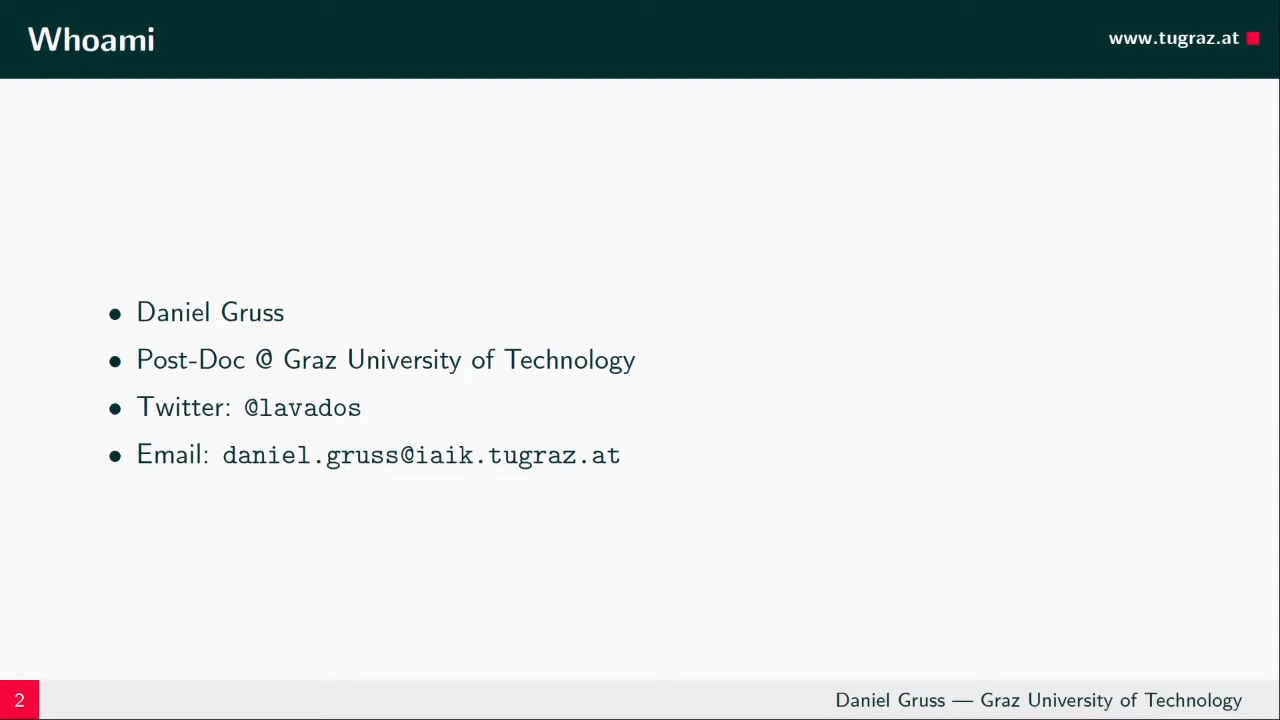 Whoami
www.tugraz.at
• Daniel Gruss
• Post-Doc @ Graz University of Technology
• Twitter: @lavados
• Email: daniel.gruss@iaik.tugraz.at
2
Daniel Gruss — Graz University of Technology